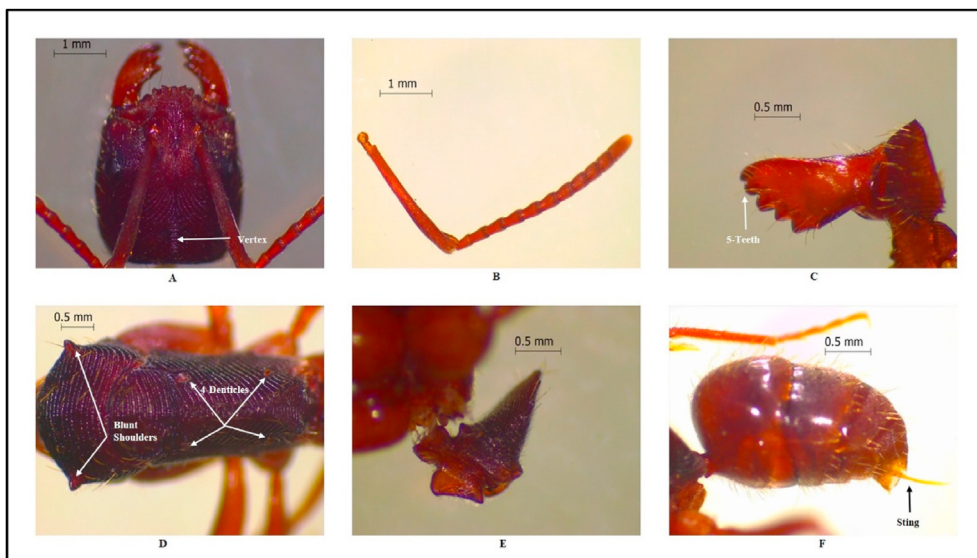 1 mm
Vertex
A
1 mm
B
0.5 mm
5-Teeth
C
0.5 mm
4-Denticles
Blunt
Shoulders
D
0.5 mm
E
0.5 mm
Sting
F